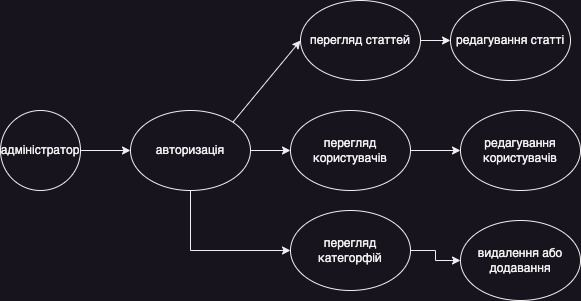 перегляд статтей
редагування статті
адміністратор
авторизація
перегляд
користувачів
редагування
користувачів
перегляд
категорфій
видалення або
додавання